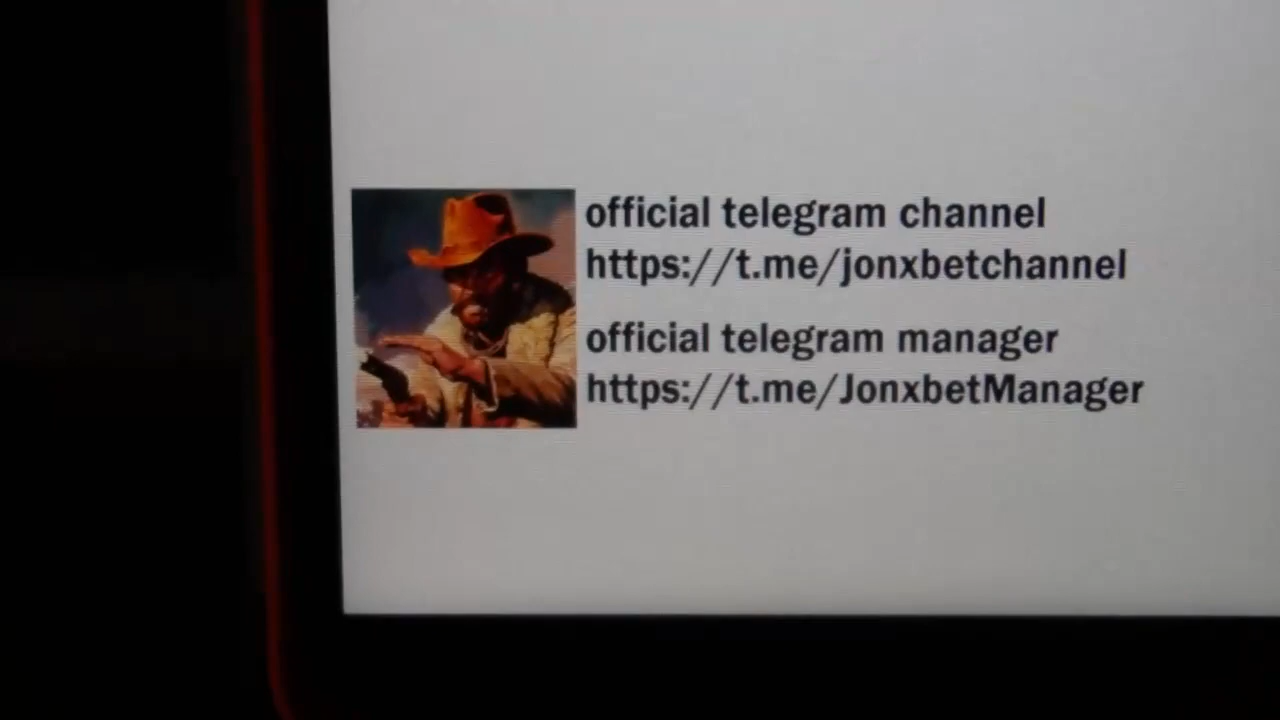 official telegram channel
https://t.me/jonxbetchannel
official telegram manager
https://t.me/JonxbetManager